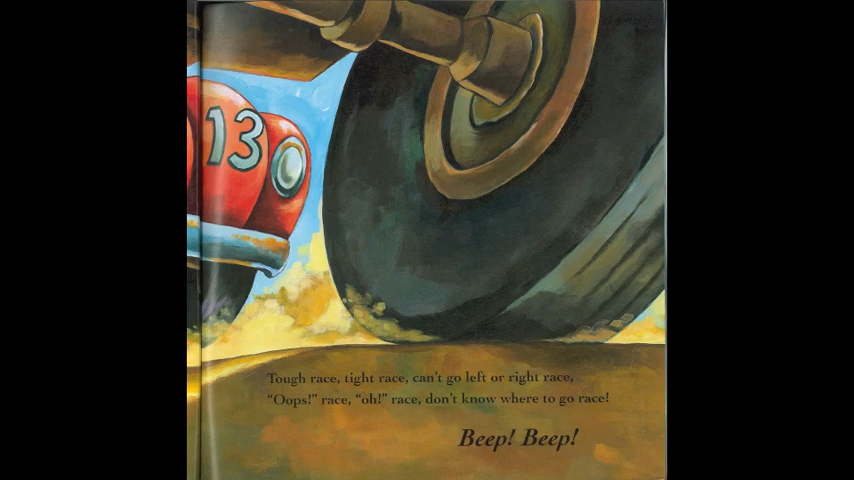 13
Tough race, tight race, can't go left or right race,
"Oops!" race, "oh!" race, don't know where to go race!
Beep! Beep!